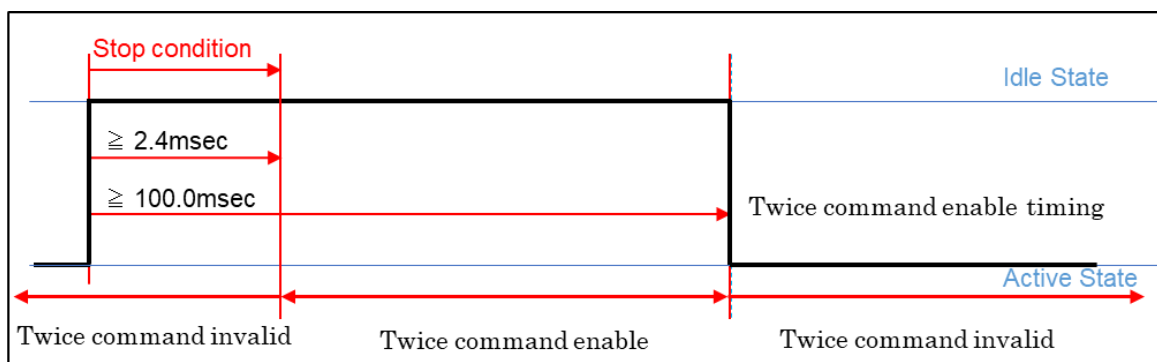 Stop condition
Idle State
≧ 2.4msec
≧ 100.0msec
Twice command enable timing
Active State
Twice command invalid
Twice command enable
Twice command invalid